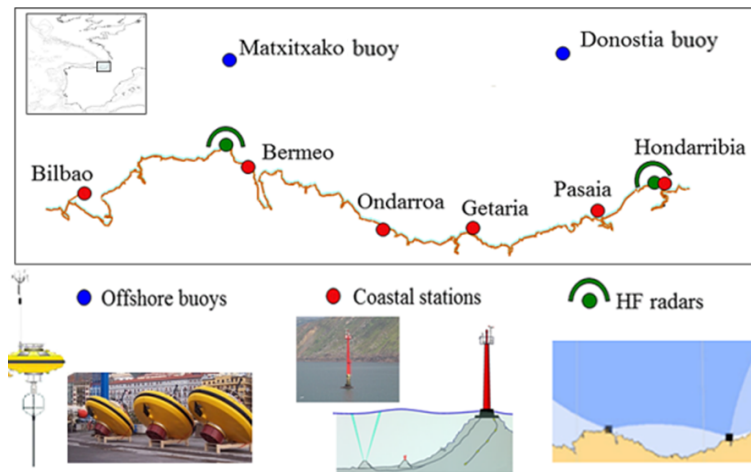 Matxitxako buoy
Donostia buoy
Bilbao
Bermeo
Ondarroa
Getaria
Pasaia
Hondarribia
Offshore buoys
Coastal stations
HF radars